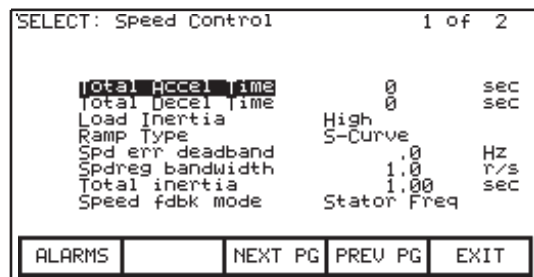 SELECT: Speed Control 1 of 2
Total Accel Time 0 sec
Total Decel Time 0 sec
Load Inertia High
Ramp Type S-Curve
Spd err deadband .0 Hz
Spdreg bandwidth 1.0 r/s
Total inertia 1.00 sec
Speed fdbk mode Stator Freq
ALARMS NEXT PG PREV PG EXIT